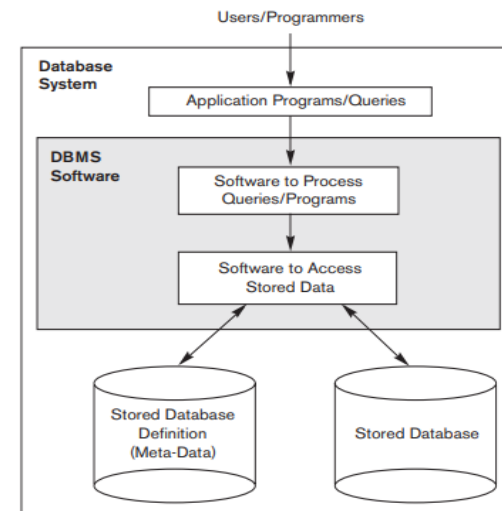 Users/Programmers
Database
System
Application Programs/Queries
DBMS
Software
Software to Process
Queries/Programs
Software to Access
Stored Data
Stored Database
Definition
(Meta-Data)
Stored Database